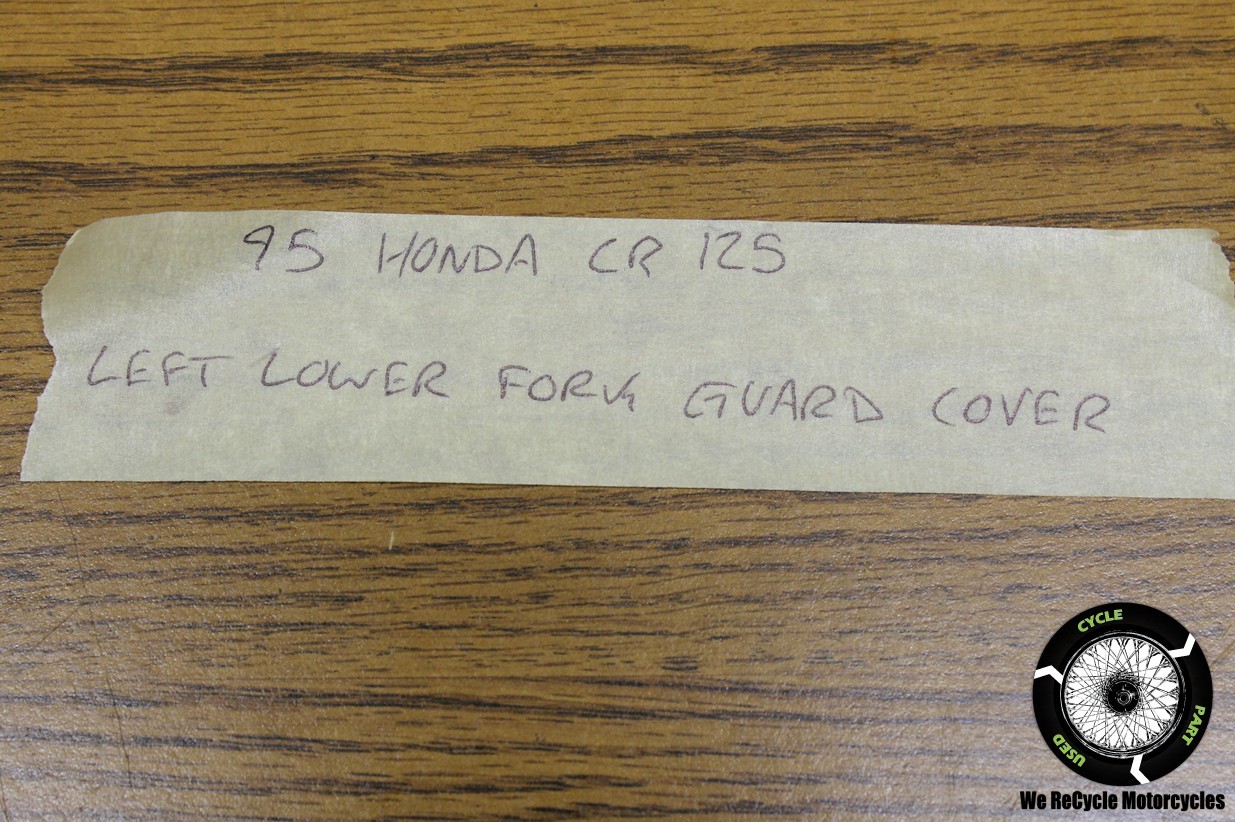 95 HONDA CR 125
LEFT LOWER FORK GUARD COVER
CYCLE
PART
USED
We ReCycle Motorcycles